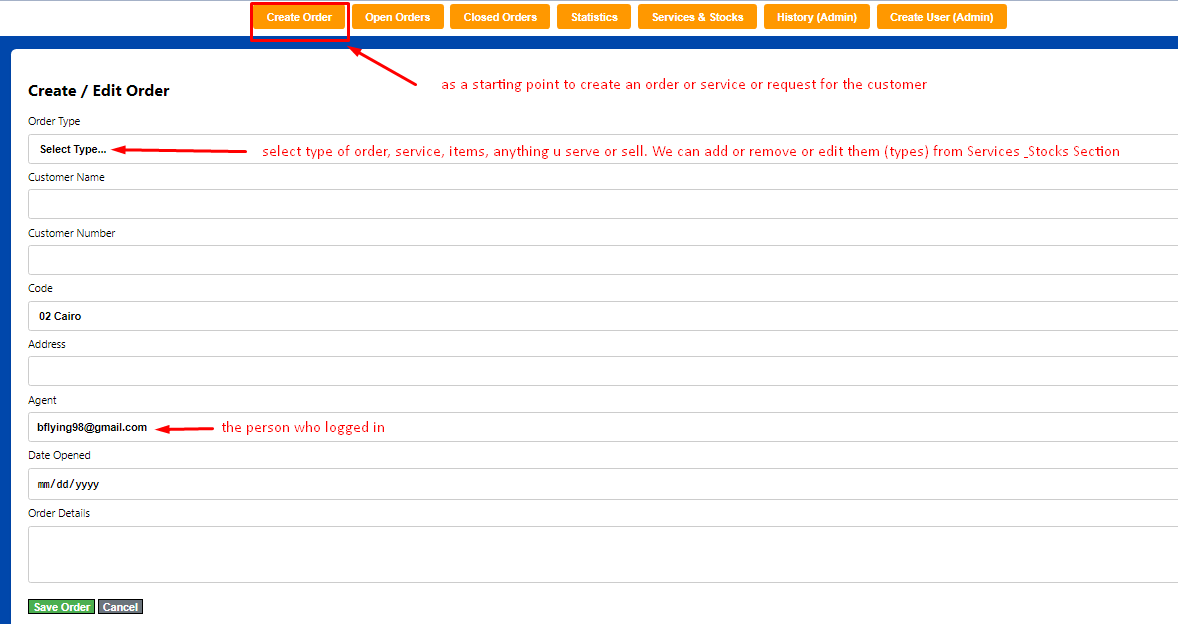 Create Order Open Orders Closed Orders Statistics Services & Stocks History (Admin) Create User (Admin)
as a starting point to create an order or service or request for the customer
Create / Edit Order
Order Type
Select Type... select type of order, service, items, anything u serve or sell. We can add or remove or edit them (types) from Services _Stocks Section
Customer Name
Customer Number
Code
02 Cairo
Address
Agent
bflying98@gmail.com the person who logged in
Date Opened
mm/dd/yyyy
Order Details
Save Order Cancel